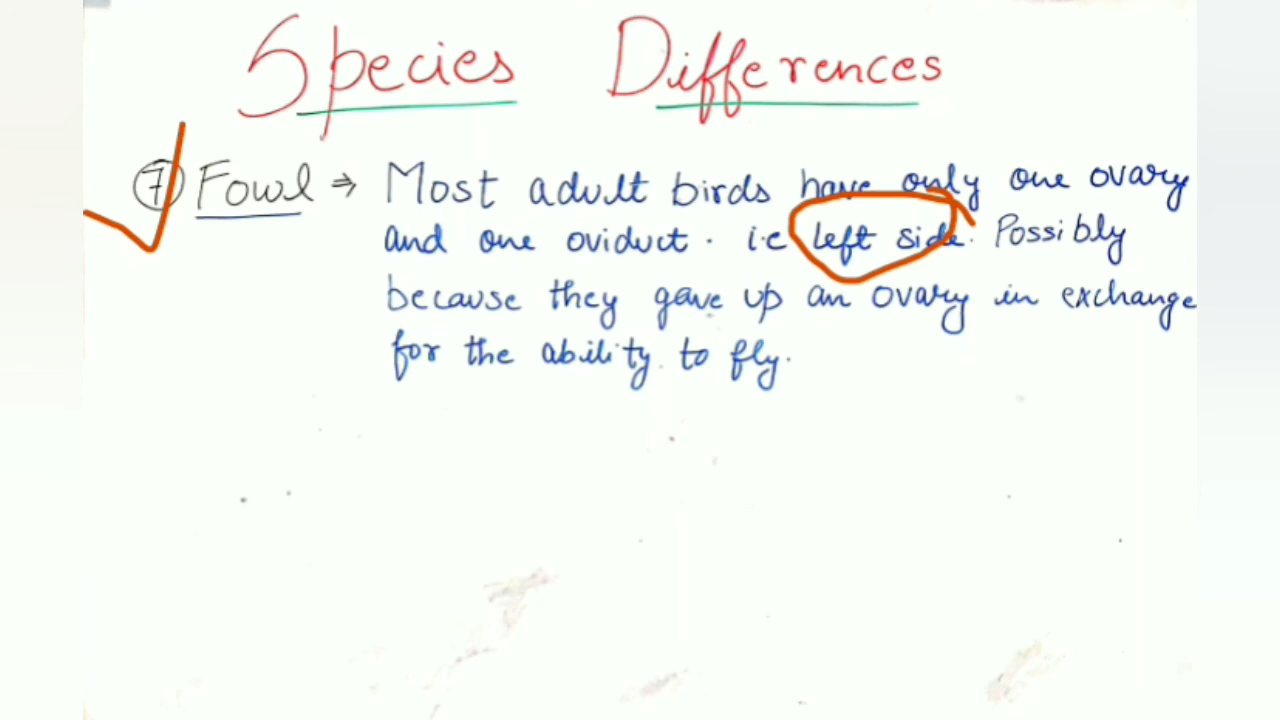 Species Differences
⑦ Fowl ⇒ Most adult birds have only one ovary
and one oviduct. i.e left side. Possibly
because they gave up an ovary in exchange
for the ability to fly.